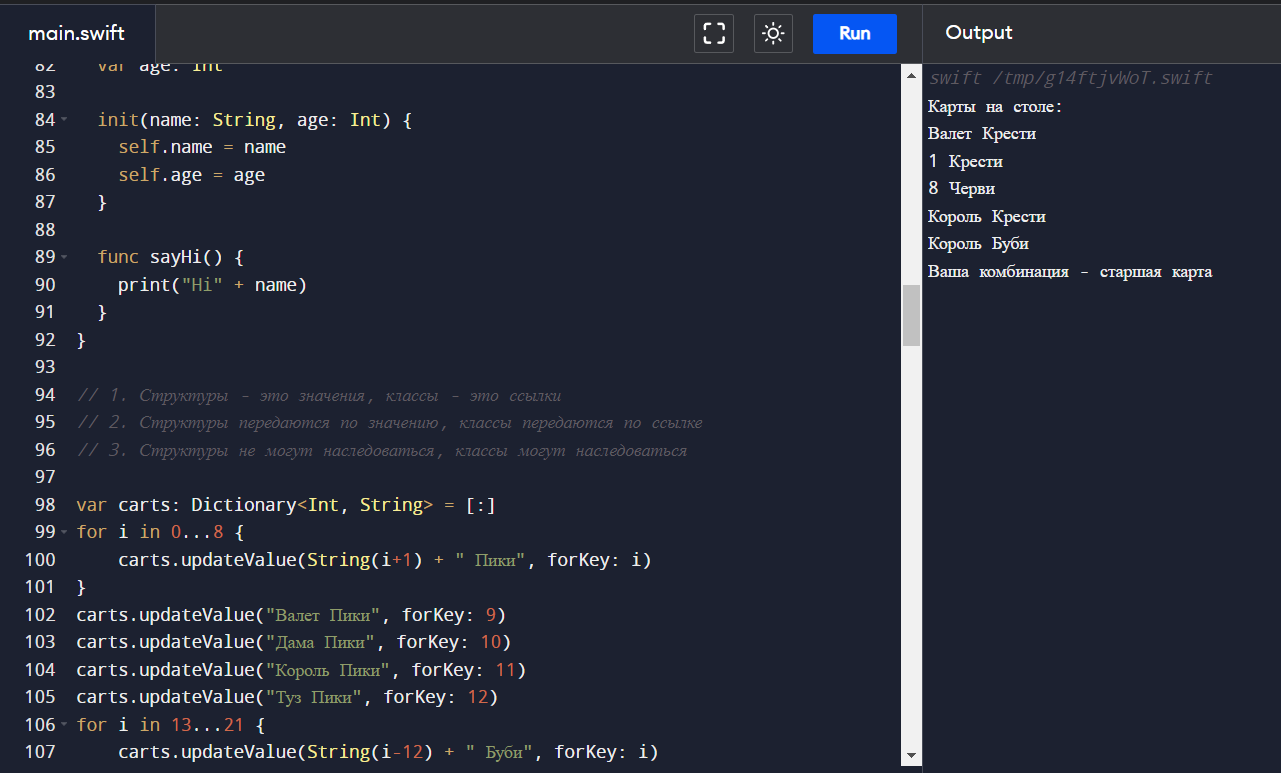 main.swift
Run
Output
82 var age: Int
83
84 init(name: String, age: Int) {
85 self.name = name
86 self.age = age
87 }
88
89 func sayHi() {
90 print("Hi" + name)
91 }
92 }
93
94 // 1. Структуры - это значения, классы - это ссылки
95 // 2. Структуры передаются по значению, классы передаются по ссылке
96 // 3. Структуры не могут наследоваться, классы могут наследоваться
97
98 var carts: Dictionary<Int, String> = [:]
99 for i in 0...8 {
100 carts.updateValue(String(i+1) + " Пики", forKey: i)
101 }
102 carts.updateValue("Валет Пики", forKey: 9)
103 carts.updateValue("Дама Пики", forKey: 10)
104 carts.updateValue("Король Пики", forKey: 11)
105 carts.updateValue("Туз Пики", forKey: 12)
106 for i in 13...21 {
107 carts.updateValue(String(i-12) + " Буби", forKey: i)
swift /tmp/g14ftjvWoT.swift
Карты на столе:
Валет Крести
1 Крести
8 Черви
Король Крести
Король Буби
Ваша комбинация - старшая карта